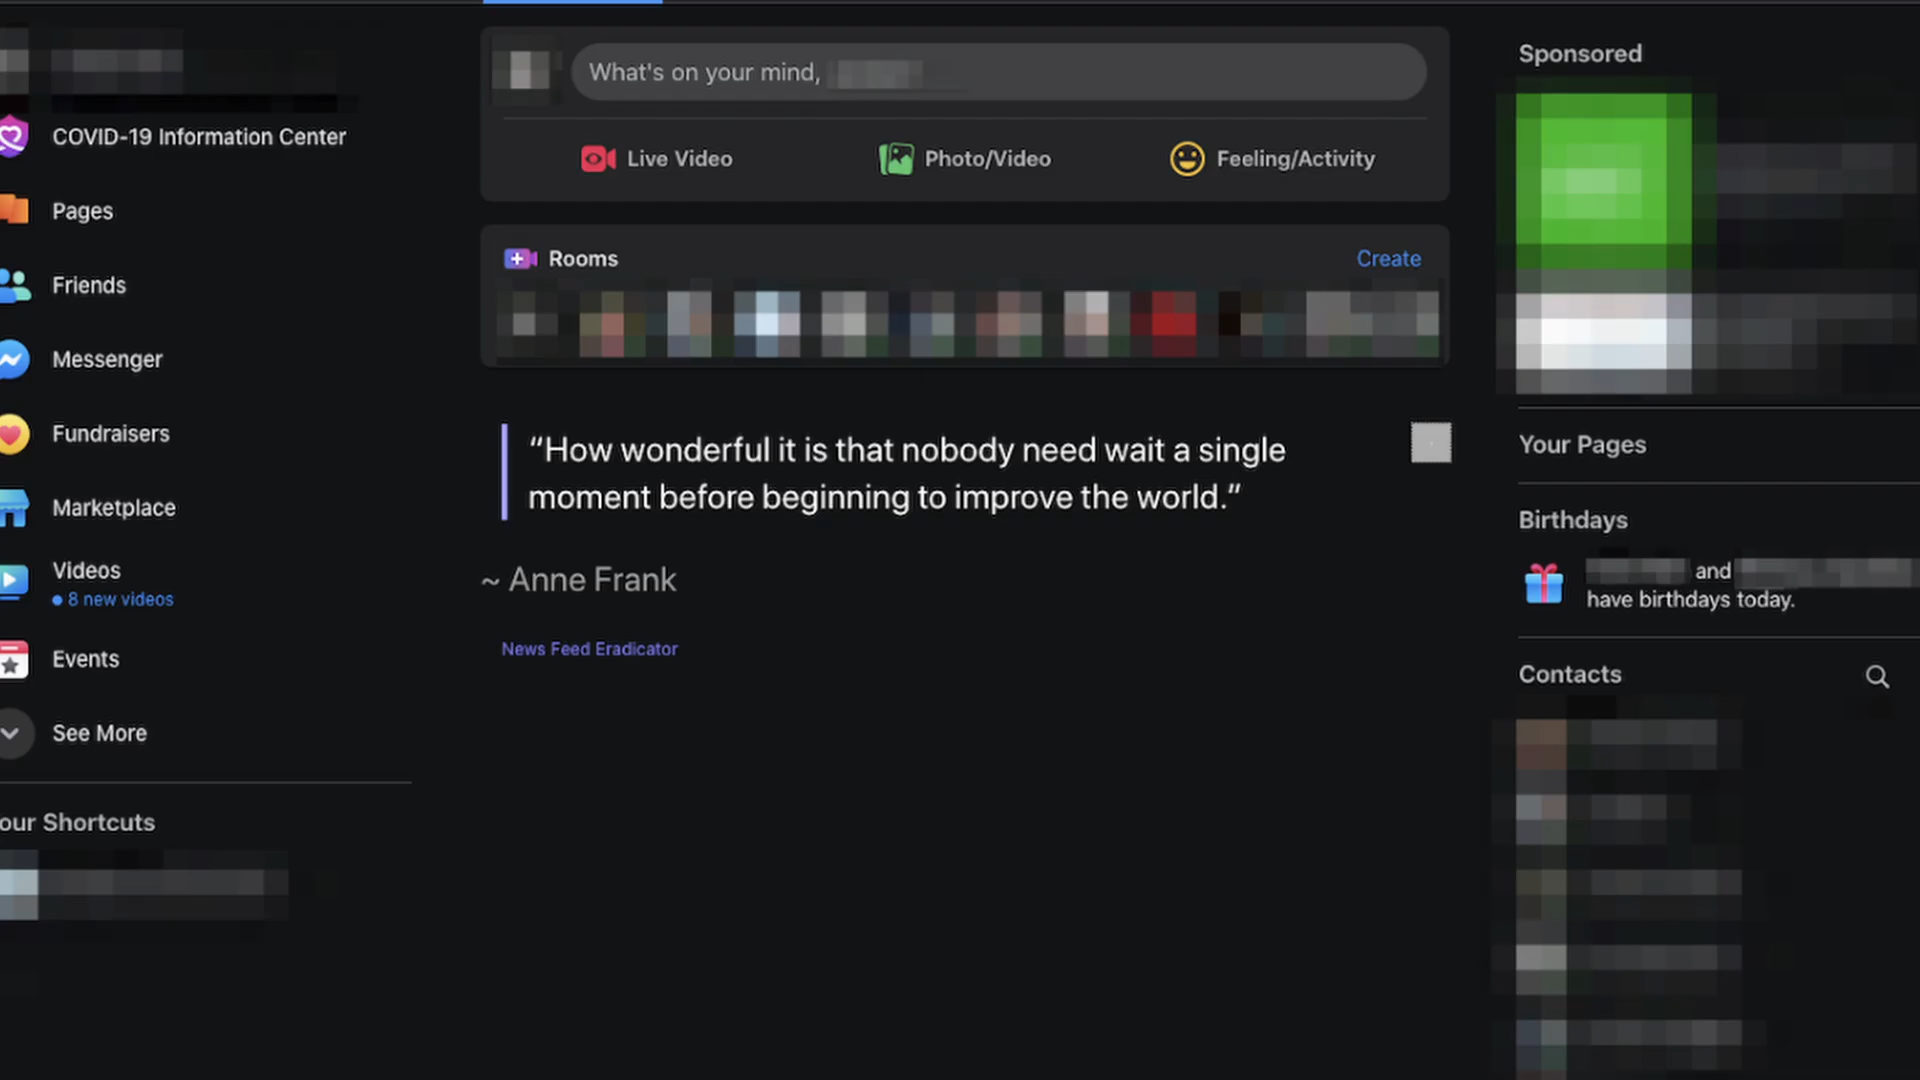 COVID-19 Information Center
Pages
Friends
Messenger
Fundraisers
Marketplace
Videos
8 new videos
Events
See More
our Shortcuts
What's on your mind,
Live Video
Photo/Video
Feeling/Activity
Rooms
Create
“How wonderful it is that nobody need wait a single
moment before beginning to improve the world.”
~ Anne Frank
News Feed Eradicator
Sponsored
Your Pages
Birthdays
and
have birthdays today.
Contacts